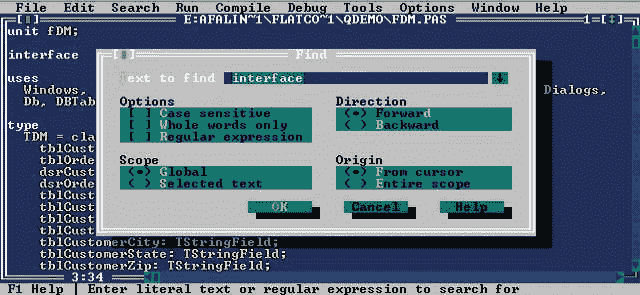 File Edit Search Run Compile Debug Tools Options Window Help
E:AFALIN~1\FLATCO~1\QDEMO\FDM.PAS 1
unit fDM;
interface
uses
Windows, Dialogs,
Db, DBTab
type
TDM = cla
tblCust
tblOrde
dsrCust
dsrOrde
tblCust
tblCust
tblCust
tblCust
tblCustomerCity: TStringField;
tblCustomerState: TStringField;
tblCustomerZip: TStringField;
3:34
Find
Text to find interface
Options
[ ] Case sensitive
[ ] Whole words only
[ ] Regular expression
Direction
(•) Forward
( ) Backward
Scope
(•) Global
( ) Selected text
Origin
(•) From cursor
( ) Entire scope
OK Cancel Help
F1 Help | Enter literal text or regular expression to search for